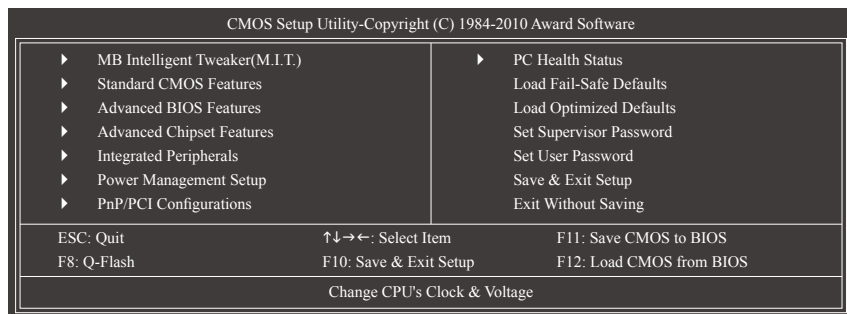 CMOS Setup Utility-Copyright (C) 1984-2010 Award Software
MB Intelligent Tweaker(M.I.T.)
Standard CMOS Features
Advanced BIOS Features
Advanced Chipset Features
Integrated Peripherals
Power Management Setup
PnP/PCI Configurations
PC Health Status
Load Fail-Safe Defaults
Load Optimized Defaults
Set Supervisor Password
Set User Password
Save & Exit Setup
Exit Without Saving
ESC: Quit ↑↓→←: Select Item F11: Save CMOS to BIOS
F8: Q-Flash F10: Save & Exit Setup F12: Load CMOS from BIOS
Change CPU's Clock & Voltage